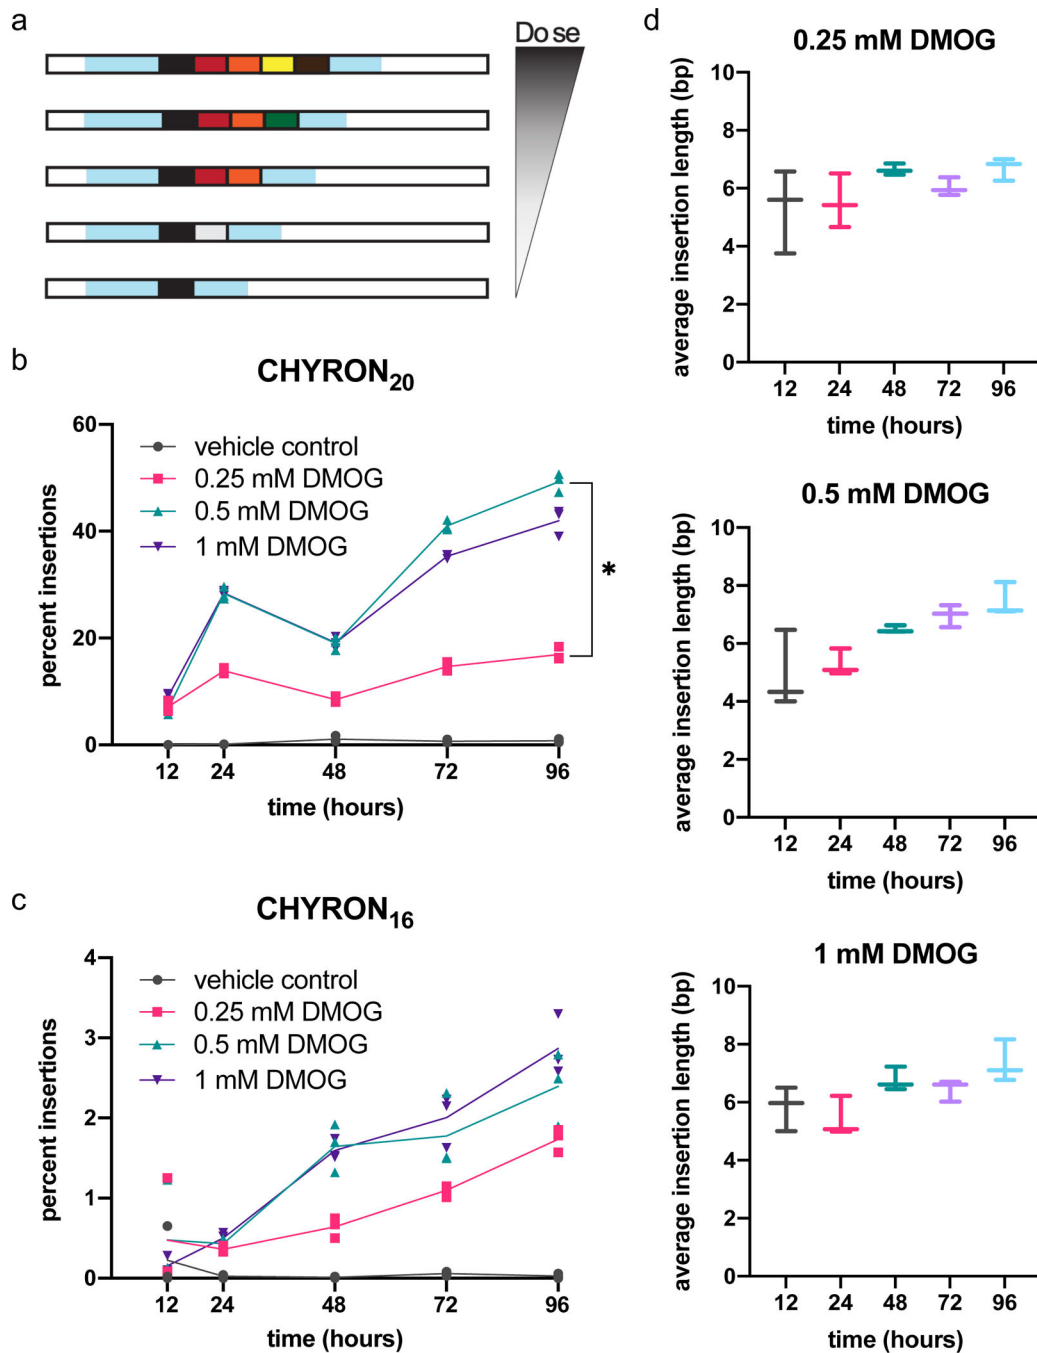 a
Dose
b
CHYRON20
60
40
20
0
percent insertions
vehicle control
0.25 mM DMOG
0.5 mM DMOG
1 mM DMOG
*
12 24 48 72 96
time (hours)
c
CHYRON16
4
3
2
1
0
percent insertions
vehicle control
0.25 mM DMOG
0.5 mM DMOG
1 mM DMOG
12 24 48 72 96
time (hours)
d
0.25 mM DMOG
10
8
6
4
2
0
average insertion length (bp)
12 24 48 72 96
time (hours)
0.5 mM DMOG
10
8
6
4
2
0
average insertion length (bp)
12 24 48 72 96
time (hours)
1 mM DMOG
10
8
6
4
2
0
average insertion length (bp)
12 24 48 72 96
time (hours)